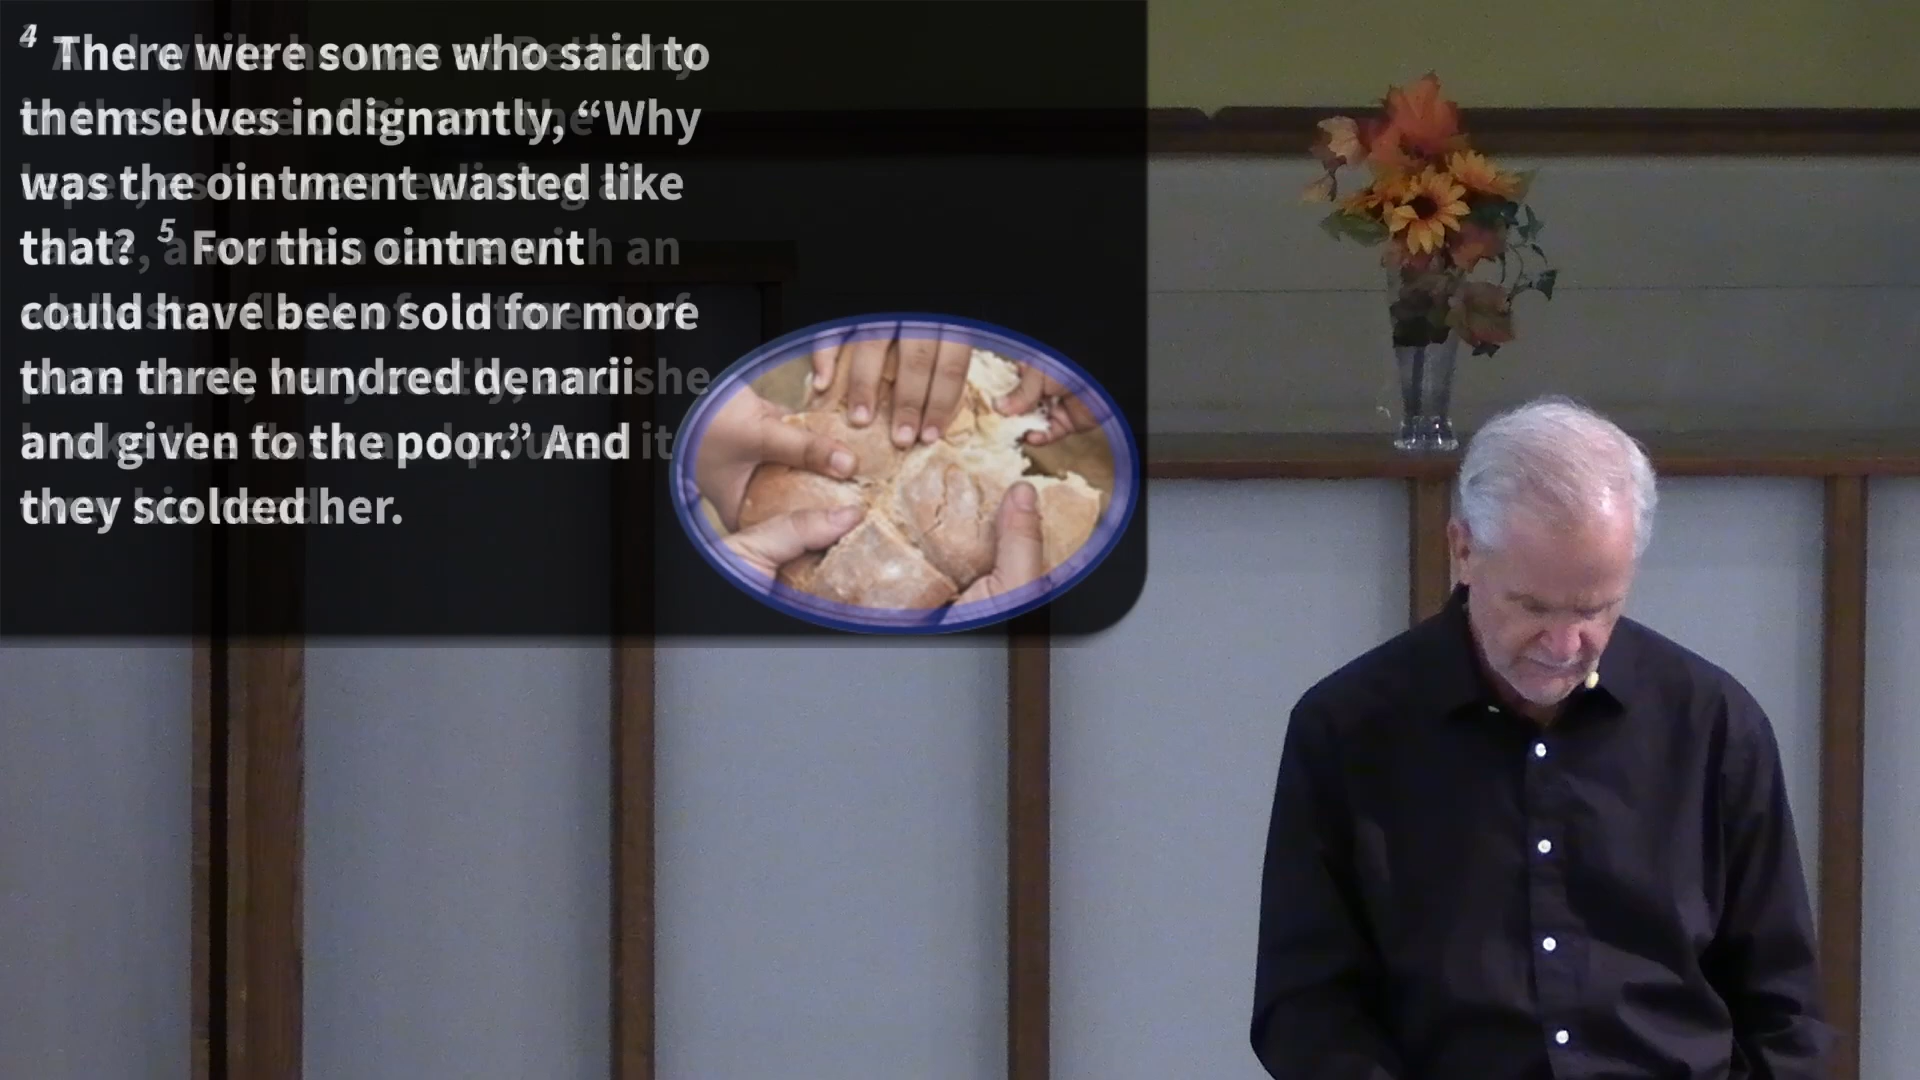 4 There were some who said to
themselves indignantly, “Why
was the ointment wasted like
that? 5 For this ointment
could have been sold for more
than three hundred denarii
and given to the poor.” And
they scolded her.